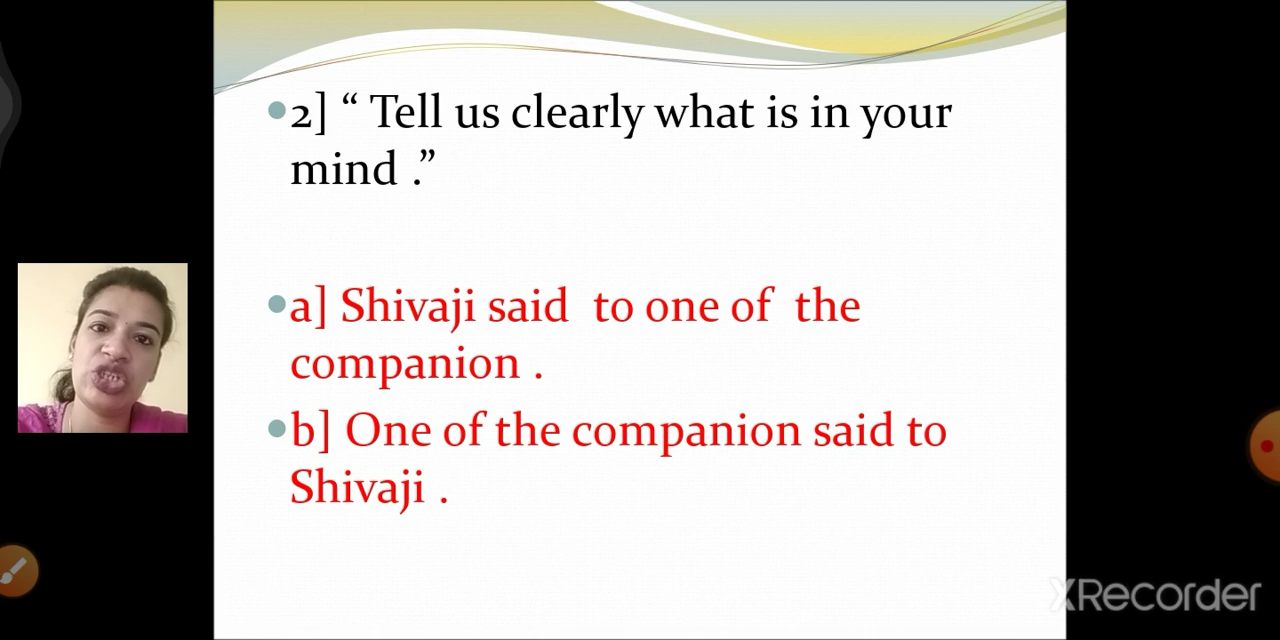 2] “ Tell us clearly what is in your
mind .”
a] Shivaji said to one of the
companion .
b] One of the companion said to
Shivaji .
XRecorder